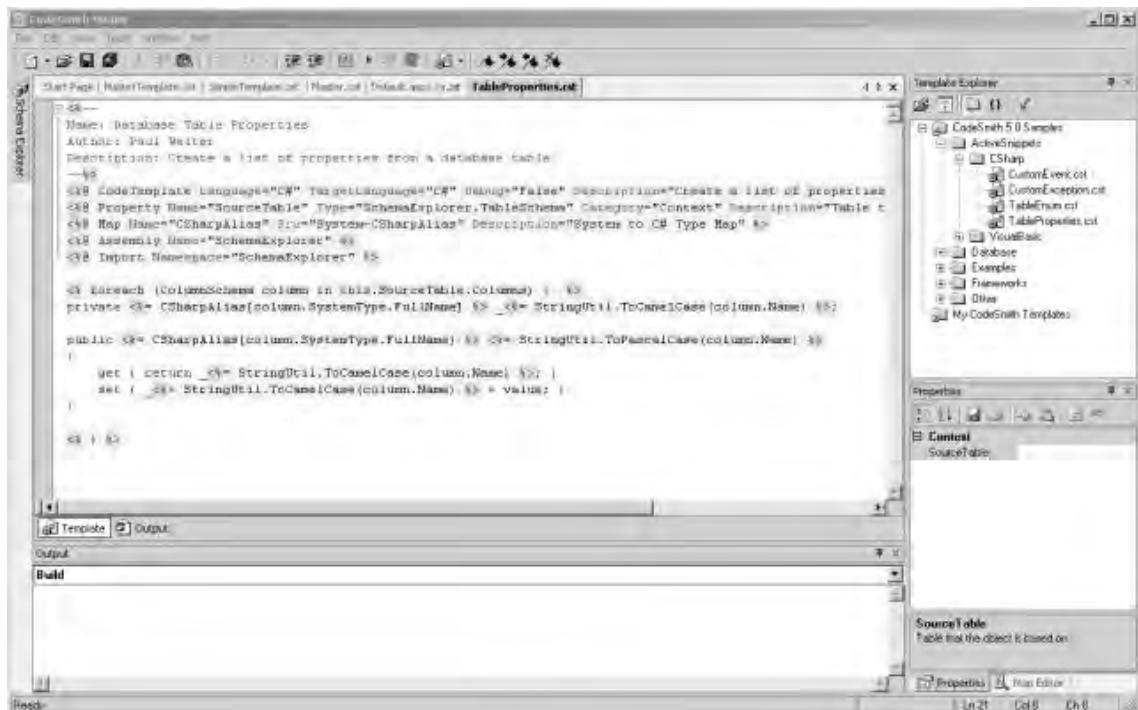 CodeSmith Studio
Start Page | MasterTemplate.cst | SimpleTemplate.cst | Master.cst | TableProperties.cst
Template Explorer
Schema Explorer
<%--
Name: Database Table Properties
Author: Paul Welter
Description: Create a list of properties from a database table
--%>
<%@ CodeTemplate Language="C#" TargetLanguage="C#" Debug="False" Description="Create a list of properties
<%@ Property Name="SourceTable" Type="SchemaExplorer.TableSchema" Category="Context" Description="Table t
<%@ Map Name="CSharpAlias" Src="System-CSharpAlias" Description="System to C# Type Map" %>
<%@ Assembly Name="SchemaExplorer" %>
<%@ Import Namespace="SchemaExplorer" %>
<% foreach (ColumnSchema column in this.SourceTable.Columns) { %>
private <%= CSharpAlias[column.SystemType.FullName] %> _<%= StringUtil.ToCamelCase(column.Name) %>;
public <%= CSharpAlias[column.SystemType.FullName] %> <%= StringUtil.ToPascalCase(column.Name) %>
{
get { return _<%= StringUtil.ToCamelCase(column.Name) %>; }
set { _<%= StringUtil.ToCamelCase(column.Name) %> = value; }
}
<% } %>
CodeSmith 5.0 Samples
ActiveSnippets
CSharp
CustomEvent.cst
CustomException.cst
TableEnum.cst
TableProperties.cst
VisualBasic
Database
Examples
Frameworks
Other
My CodeSmith Templates
Properties
Context
SourceTable
Template
Output
Output
Build
SourceTable
Table that the object is based on
Properties
Map Editor
Ready
Ln 21 Col 8 Ch 8